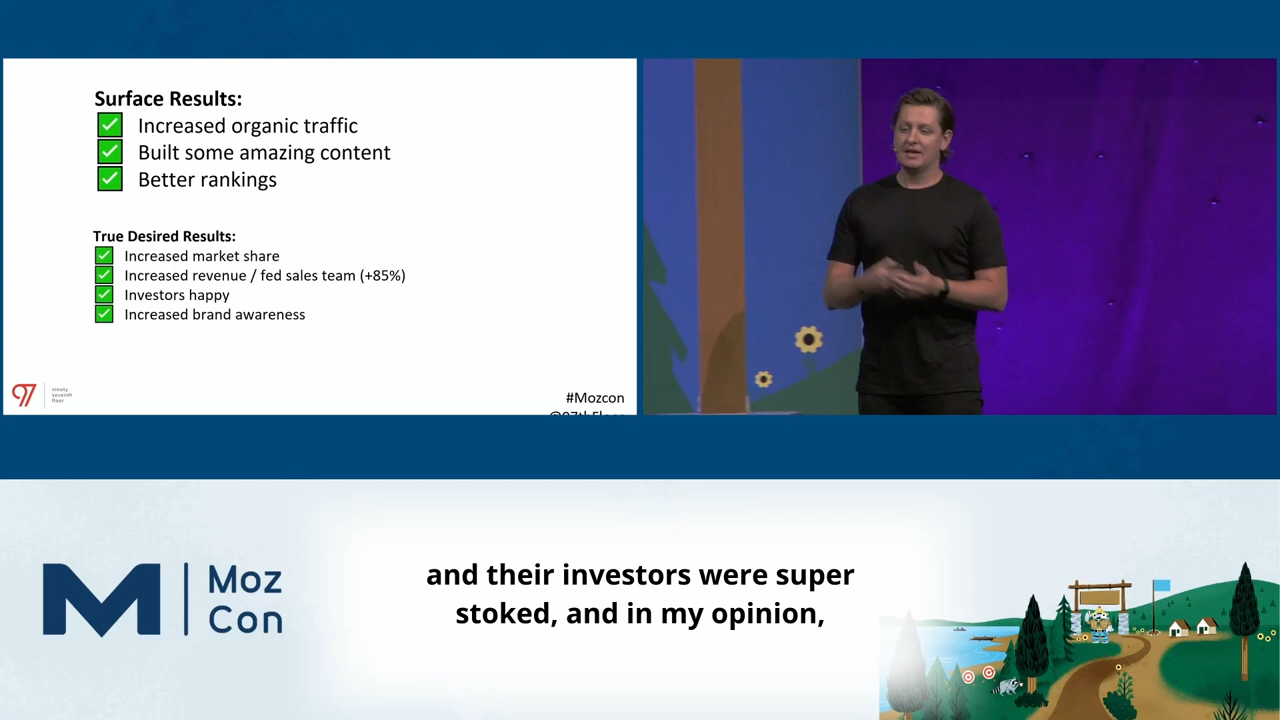 Surface Results:
Increased organic traffic
Built some amazing content
Better rankings
True Desired Results:
Increased market share
Increased revenue / fed sales team (+85%)
Investors happy
Increased brand awareness
97
ninety
seventh
floor
#Mozcon
@97thFloor
M Moz
Con
and their investors were super
stoked, and in my opinion,